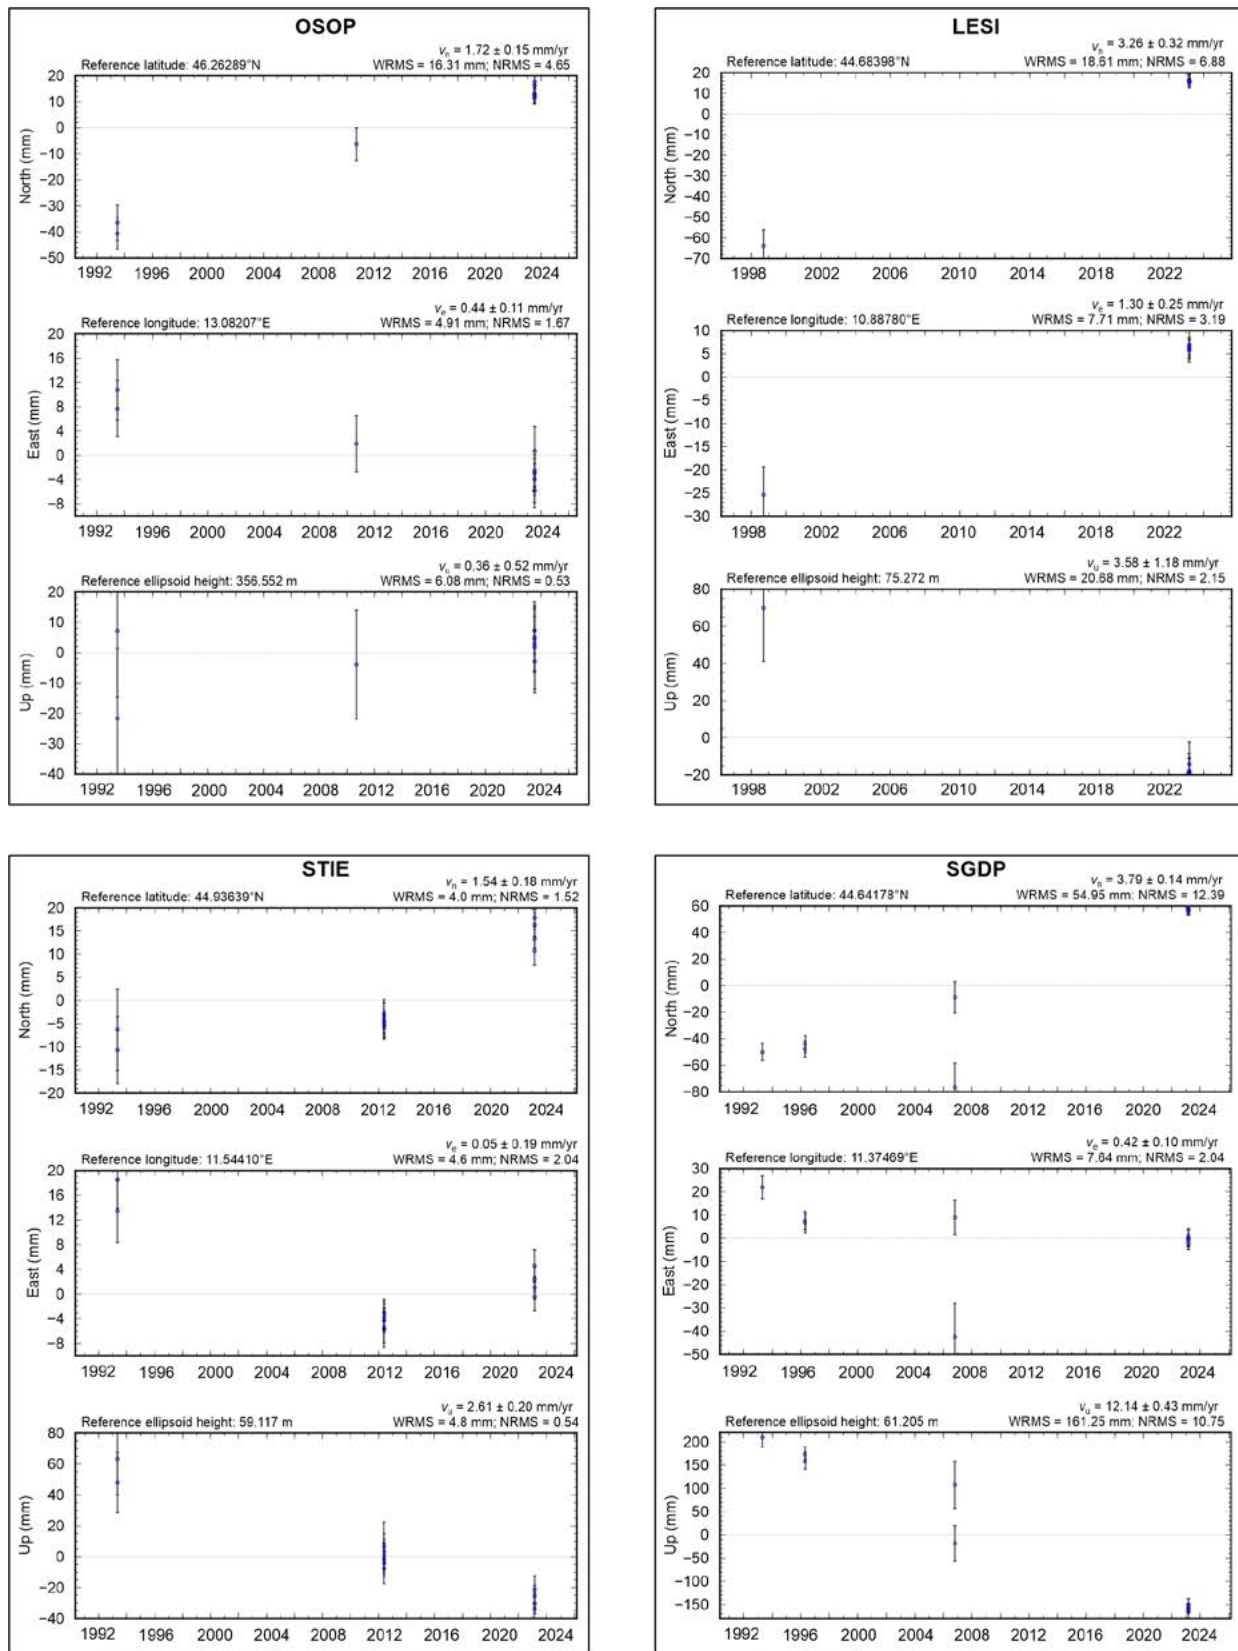 OSOP
vₙ = 1.72 ± 0.15 mm/yr
Reference latitude: 46.26289°N WRMS = 16.31 mm; NRMS = 4.65
20
10
0
−10
−20
−30
−40
−50
North (mm)
1992 1996 2000 2004 2008 2012 2016 2020 2024
vₑ = 0.44 ± 0.11 mm/yr
Reference longitude: 13.08207°E WRMS = 4.91 mm; NRMS = 1.67
20
16
12
8
4
0
−4
−8
East (mm)
1992 1996 2000 2004 2008 2012 2016 2020 2024
= 0.36 ± 0.52 mm/yr
Reference ellipsoid height: 356.552 m WRMS = 6.08 mm; NRMS = 0.53
20
10
0
−10
−20
−30
−40
Up (mm)
1992 1996 2000 2004 2008 2012 2016 2020 2024
LESI
vₙ = 3.26 ± 0.32 mm/yr
Reference latitude: 44.68398°N WRMS = 18.61 mm; NRMS = 6.88
20
10
0
−10
−20
−30
−40
−50
−60
−70
North (mm)
1998 2002 2006 2010 2014 2018 2022
vₑ = 1.30 ± 0.25 mm/yr
Reference longitude: 10.88780°E WRMS = 7.71 mm; NRMS = 3.19
10
5
0
−5
−10
−15
−20
−25
−30
East (mm)
1998 2002 2006 2010 2014 2018 2022
vᵤ = 3.58 ± 1.18 mm/yr
Reference ellipsoid height: 75.272 m WRMS = 20.68 mm; NRMS = 2.15
80
60
40
20
0
−20
Up (mm)
1998 2002 2006 2010 2014 2018 2022
STIE
vₙ = 1.54 ± 0.18 mm/yr
Reference latitude: 44.93639°N WRMS = 4.0 mm; NRMS = 1.52
20
15
10
5
0
−5
−10
−15
−20
North (mm)
1992 1996 2000 2004 2008 2012 2016 2020 2024
vₑ = 0.05 ± 0.19 mm/yr
Reference longitude: 11.54410°E WRMS = 4.6 mm; NRMS = 2.04
20
16
12
8
4
0
−4
−8
East (mm)
1992 1996 2000 2004 2008 2012 2016 2020 2024
vᵤ = 2.61 ± 0.20 mm/yr
Reference ellipsoid height: 59.117 m WRMS = 4.8 mm; NRMS = 0.54
80
60
40
20
0
−20
−40
Up (mm)
1992 1996 2000 2004 2008 2012 2016 2020 2024
SGDP
vₙ = 3.79 ± 0.14 mm/yr
Reference latitude: 44.64178°N WRMS = 54.95 mm; NRMS = 12.39
60
40
20
0
−20
−40
−60
−80
North (mm)
1992 1996 2000 2004 2008 2012 2016 2020 2024
vₑ = 0.42 ± 0.10 mm/yr
Reference longitude: 11.37469°E WRMS = 7.64 mm; NRMS = 2.04
30
20
10
0
−10
−20
−30
−40
−50
East (mm)
1992 1996 2000 2004 2008 2012 2016 2020 2024
vᵤ = 12.14 ± 0.43 mm/yr
Reference ellipsoid height: 61.205 m WRMS = 161.25 mm; NRMS = 10.75
200
150
100
50
0
−50
−100
−150
Up (mm)
1992 1996 2000 2004 2008 2012 2016 2020 2024